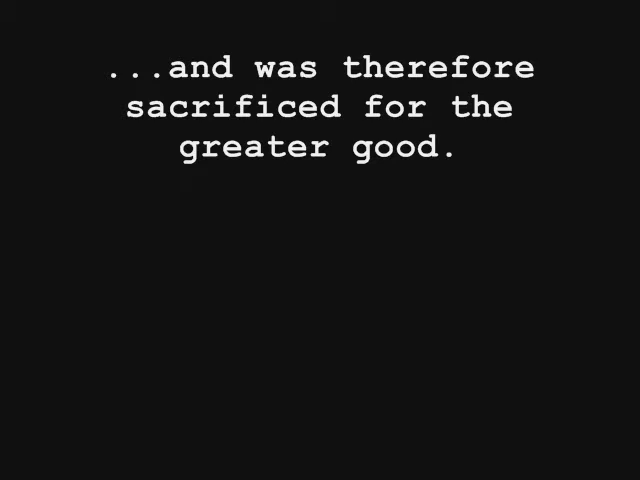 ...and was therefore
sacrificed for the
greater good.